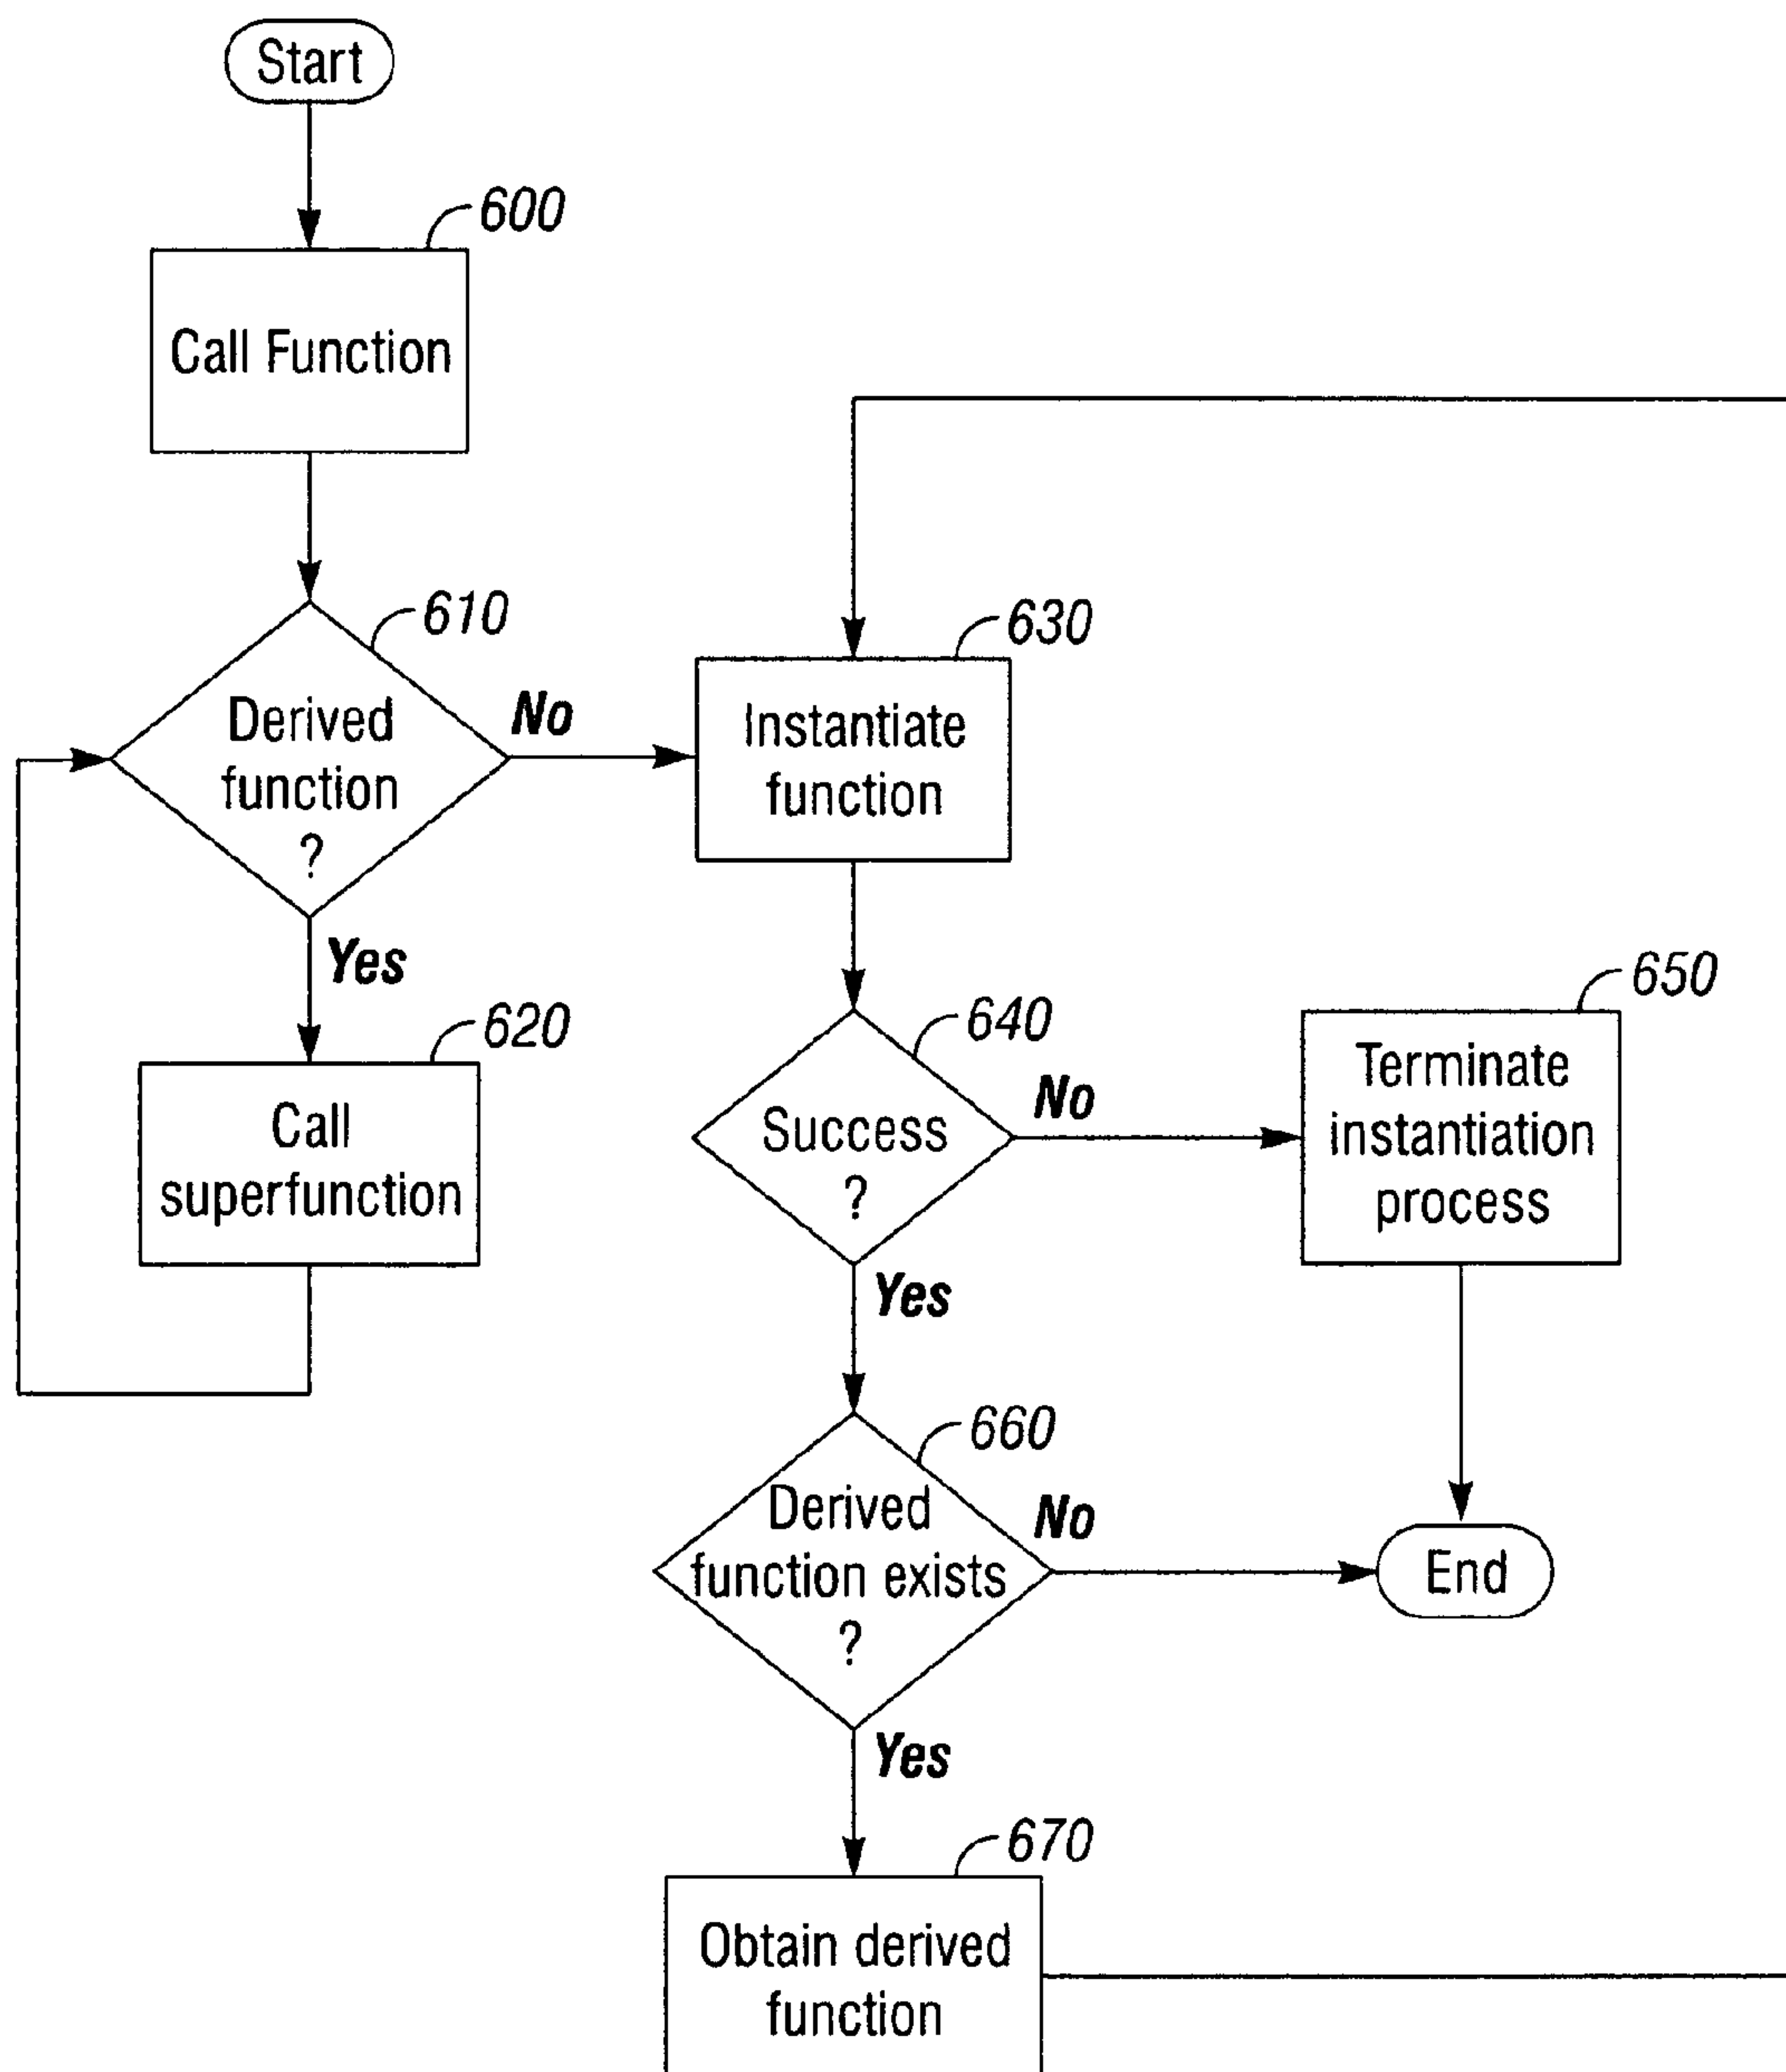 Start
600
Call Function
610
Derived
function
?
No
Yes
620
Call
superfunction
630
Instantiate
function
640
Success
?
No
Yes
650
Terminate
instantiation
process
660
Derived
function exists
?
No
Yes
End
670
Obtain derived
function